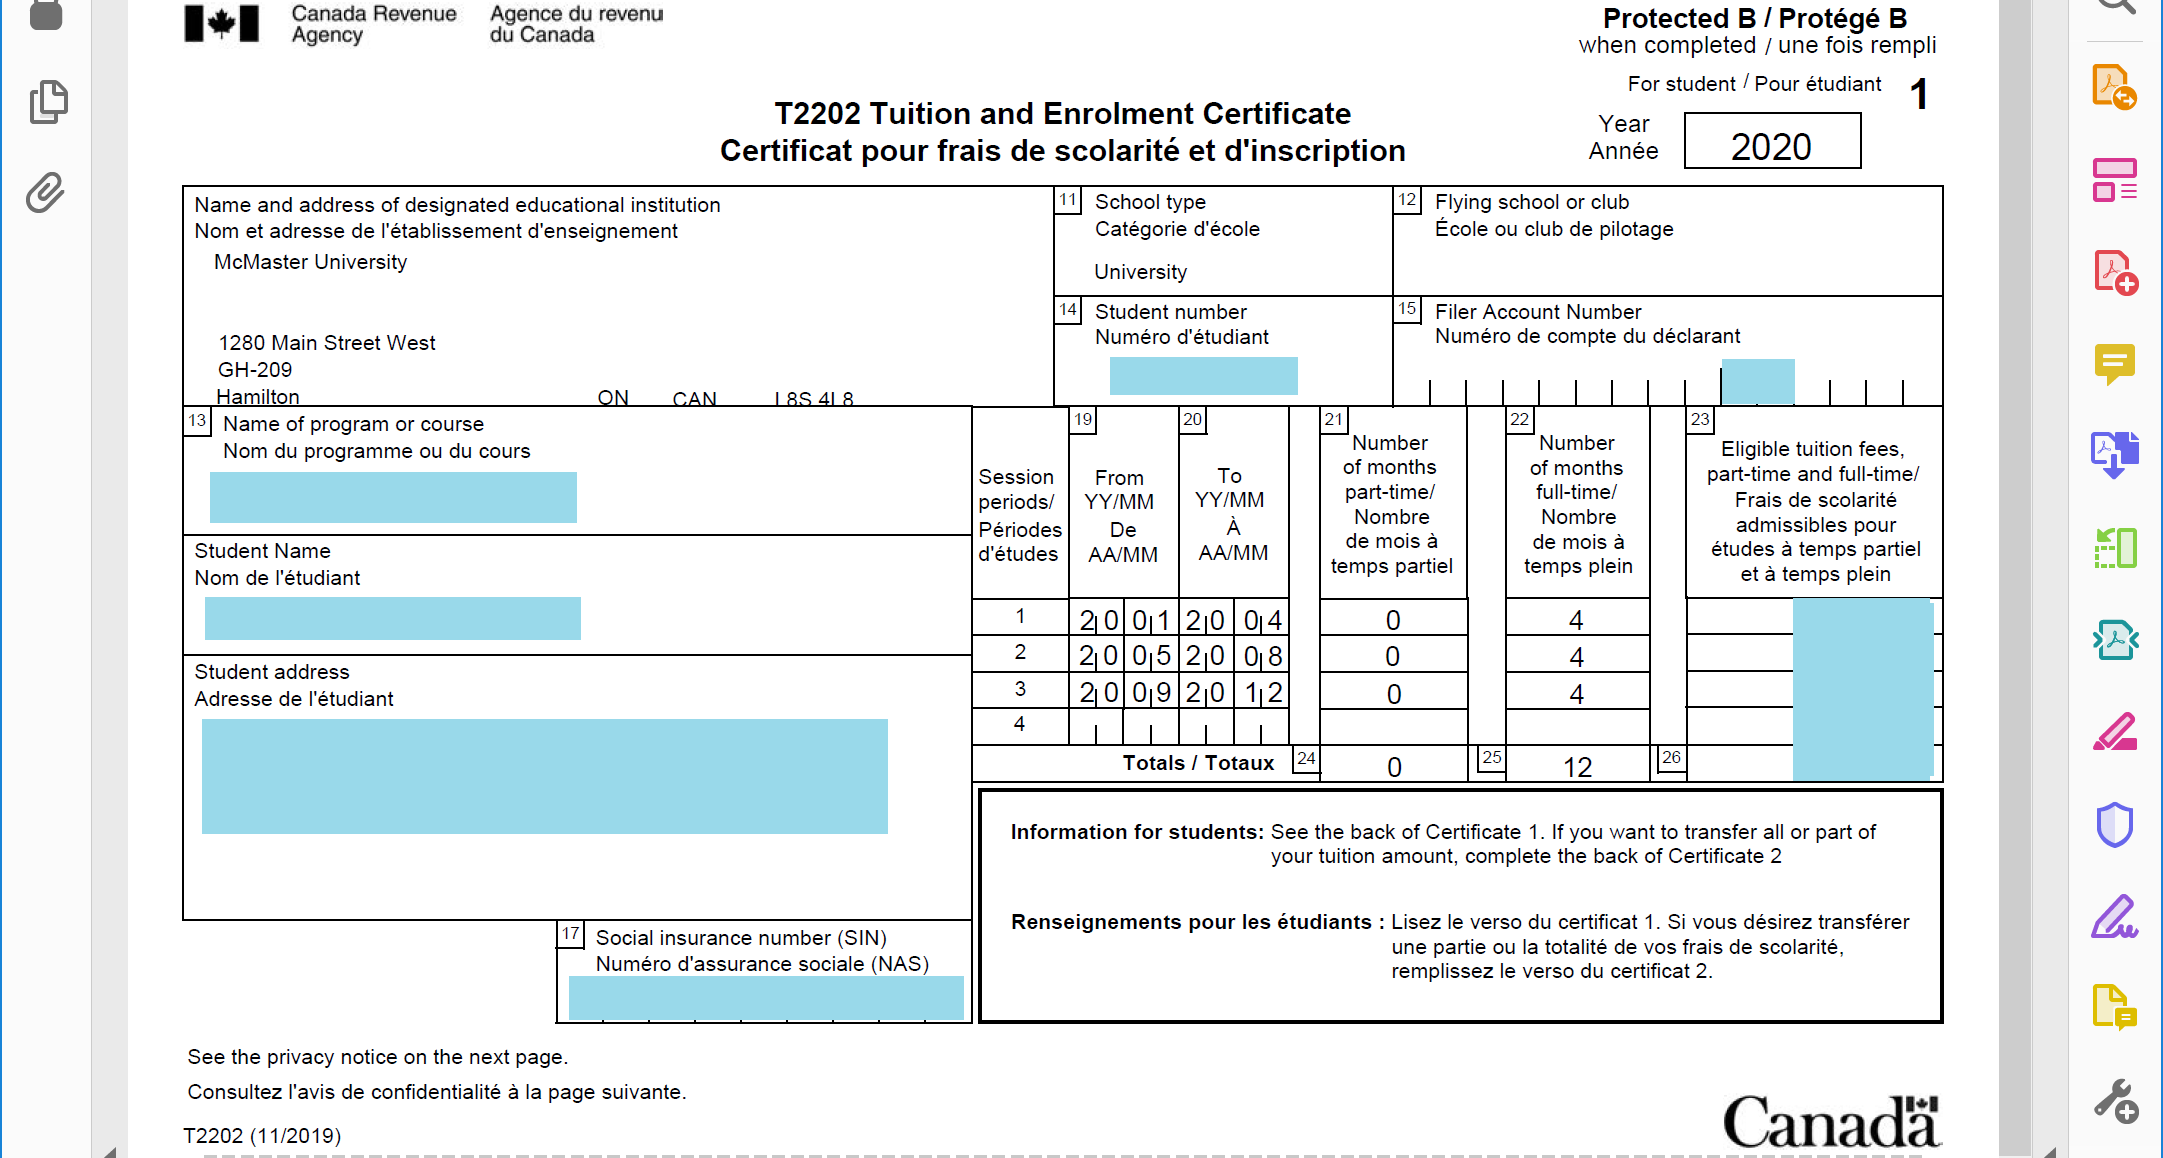 Canada Revenue Agency
Agence du revenu du Canada
Protected B / Protégé B
when completed / une fois rempli
For student / Pour étudiant 1
T2202 Tuition and Enrolment Certificate
Certificat pour frais de scolarité et d'inscription
Year
Année
2020
Name and address of designated educational institution
Nom et adresse de l'établissement d'enseignement
McMaster University
1280 Main Street West
GH-209
Hamilton ON CAN L8S 4L8
11 School type
Catégorie d'école
University
12 Flying school or club
École ou club de pilotage
14 Student number
Numéro d'étudiant
15 Filer Account Number
Numéro de compte du déclarant
13 Name of program or course
Nom du programme ou du cours
Student Name
Nom de l'étudiant
Student address
Adresse de l'étudiant
Session
periods/
Périodes
d'études
19
From
YY/MM
De
AA/MM
20
To
YY/MM
À
AA/MM
21
Number
of months
part-time/
Nombre
de mois à
temps partiel
22
Number
of months
full-time/
Nombre
de mois à
temps plein
23
Eligible tuition fees,
part-time and full-time/
Frais de scolarité
admissibles pour
études à temps partiel
et à temps plein
1 2001 2004 0 4
2 2005 2008 0 4
3 2009 2012 0 4
4
Totals / Totaux 24 0 25 12 26
Information for students: See the back of Certificate 1. If you want to transfer all or part of
your tuition amount, complete the back of Certificate 2
Renseignements pour les étudiants : Lisez le verso du certificat 1. Si vous désirez transférer
une partie ou la totalité de vos frais de scolarité,
remplissez le verso du certificat 2.
17 Social insurance number (SIN)
Numéro d'assurance sociale (NAS)
See the privacy notice on the next page.
Consultez l'avis de confidentialité à la page suivante.
T2202 (11/2019)
Canada